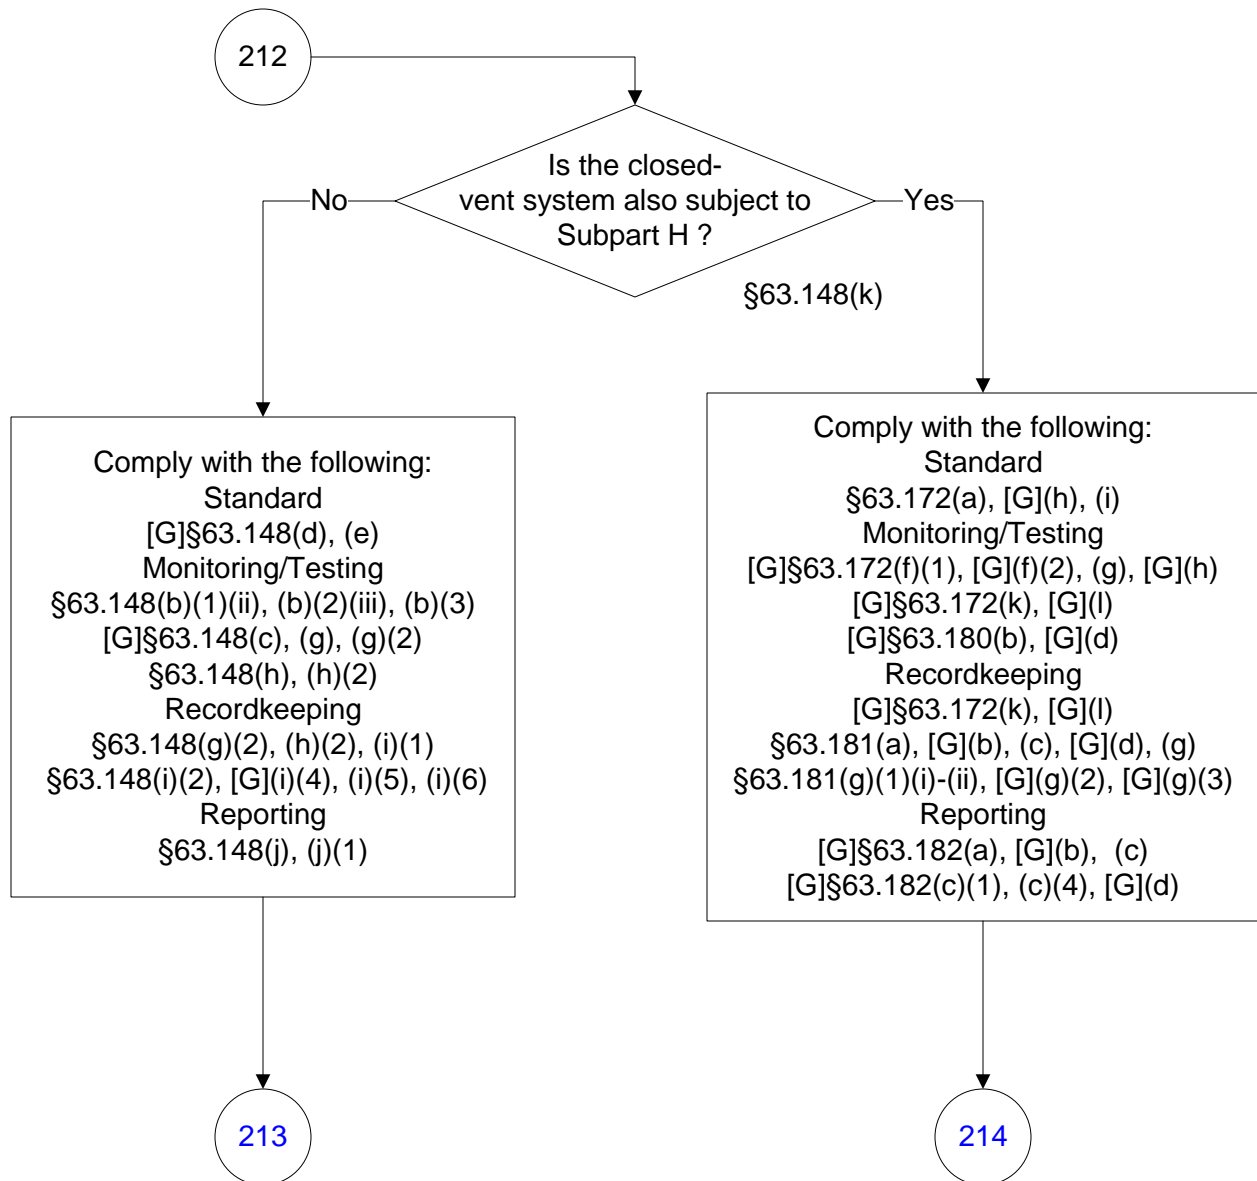 212
Is the closed-
vent system also subject to
Subpart H ?
No
Yes
§63.148(k)
Comply with the following:
Standard
[G]§63.148(d), (e)
Monitoring/Testing
§63.148(b)(1)(ii), (b)(2)(iii), (b)(3)
[G]§63.148(c), (g), (g)(2)
§63.148(h), (h)(2)
Recordkeeping
§63.148(g)(2), (h)(2), (i)(1)
§63.148(i)(2), [G](i)(4), (i)(5), (i)(6)
Reporting
§63.148(j), (j)(1)
Comply with the following:
Standard
§63.172(a), [G](h), (i)
Monitoring/Testing
[G]§63.172(f)(1), [G](f)(2), (g), [G](h)
[G]§63.172(k), [G](l)
[G]§63.180(b), [G](d)
Recordkeeping
[G]§63.172(k), [G](l)
§63.181(a), [G](b), (c), [G](d), (g)
§63.181(g)(1)(i)-(ii), [G](g)(2), [G](g)(3)
Reporting
[G]§63.182(a), [G](b),  (c)
[G]§63.182(c)(1), (c)(4), [G](d)
213
214